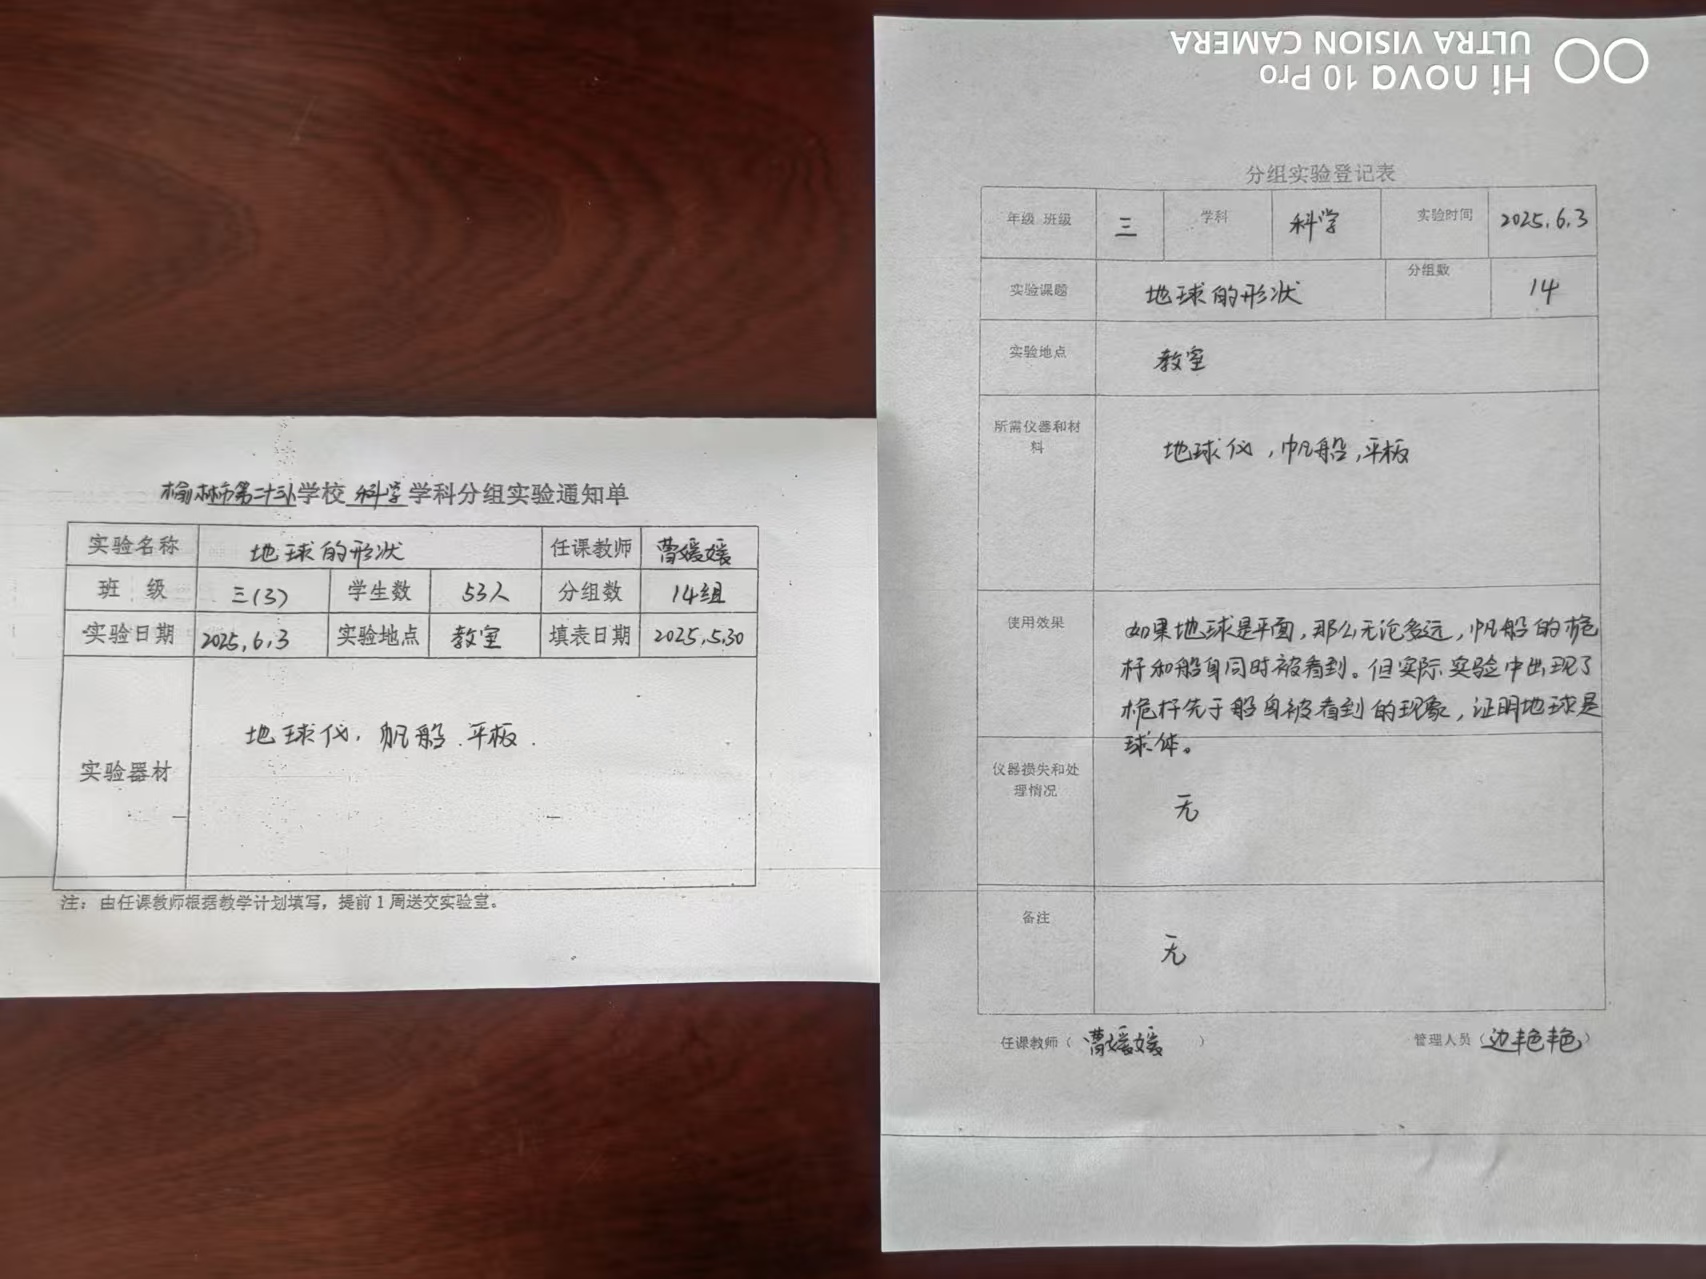 榆林市第二十三小学校 科学 学科分组实验通知单
实验名称 地球的形状 任课教师 曹媛媛
班 级 三(3) 学生数 53人 分组数 14组
实验日期 2025.6.3 实验地点 教室 填表日期 2025.5.30
实验器材 地球仪,帆船.平板.
注:由任课教师根据教学计划填写,提前1周送交实验室。
Hi nova 10 Pro
ULTRA VISION CAMERA
分组实验登记表
年级 班级 三 学科 科学 实验时间 2025.6.3
实验课题 地球的形状 分组数 14
实验地点 教室
所需仪器和材
料
地球仪,帆船,平板
使用效果
如果地球是平面,那么无论多远,帆船的桅
杆和船身同时被看到。但实际实验中出现了
桅杆先于船身被看到的现象,证明地球是
球体。
仪器损失和处
理情况
无
备注
无
任课教师(曹媛媛) 管理人员(边艳艳)